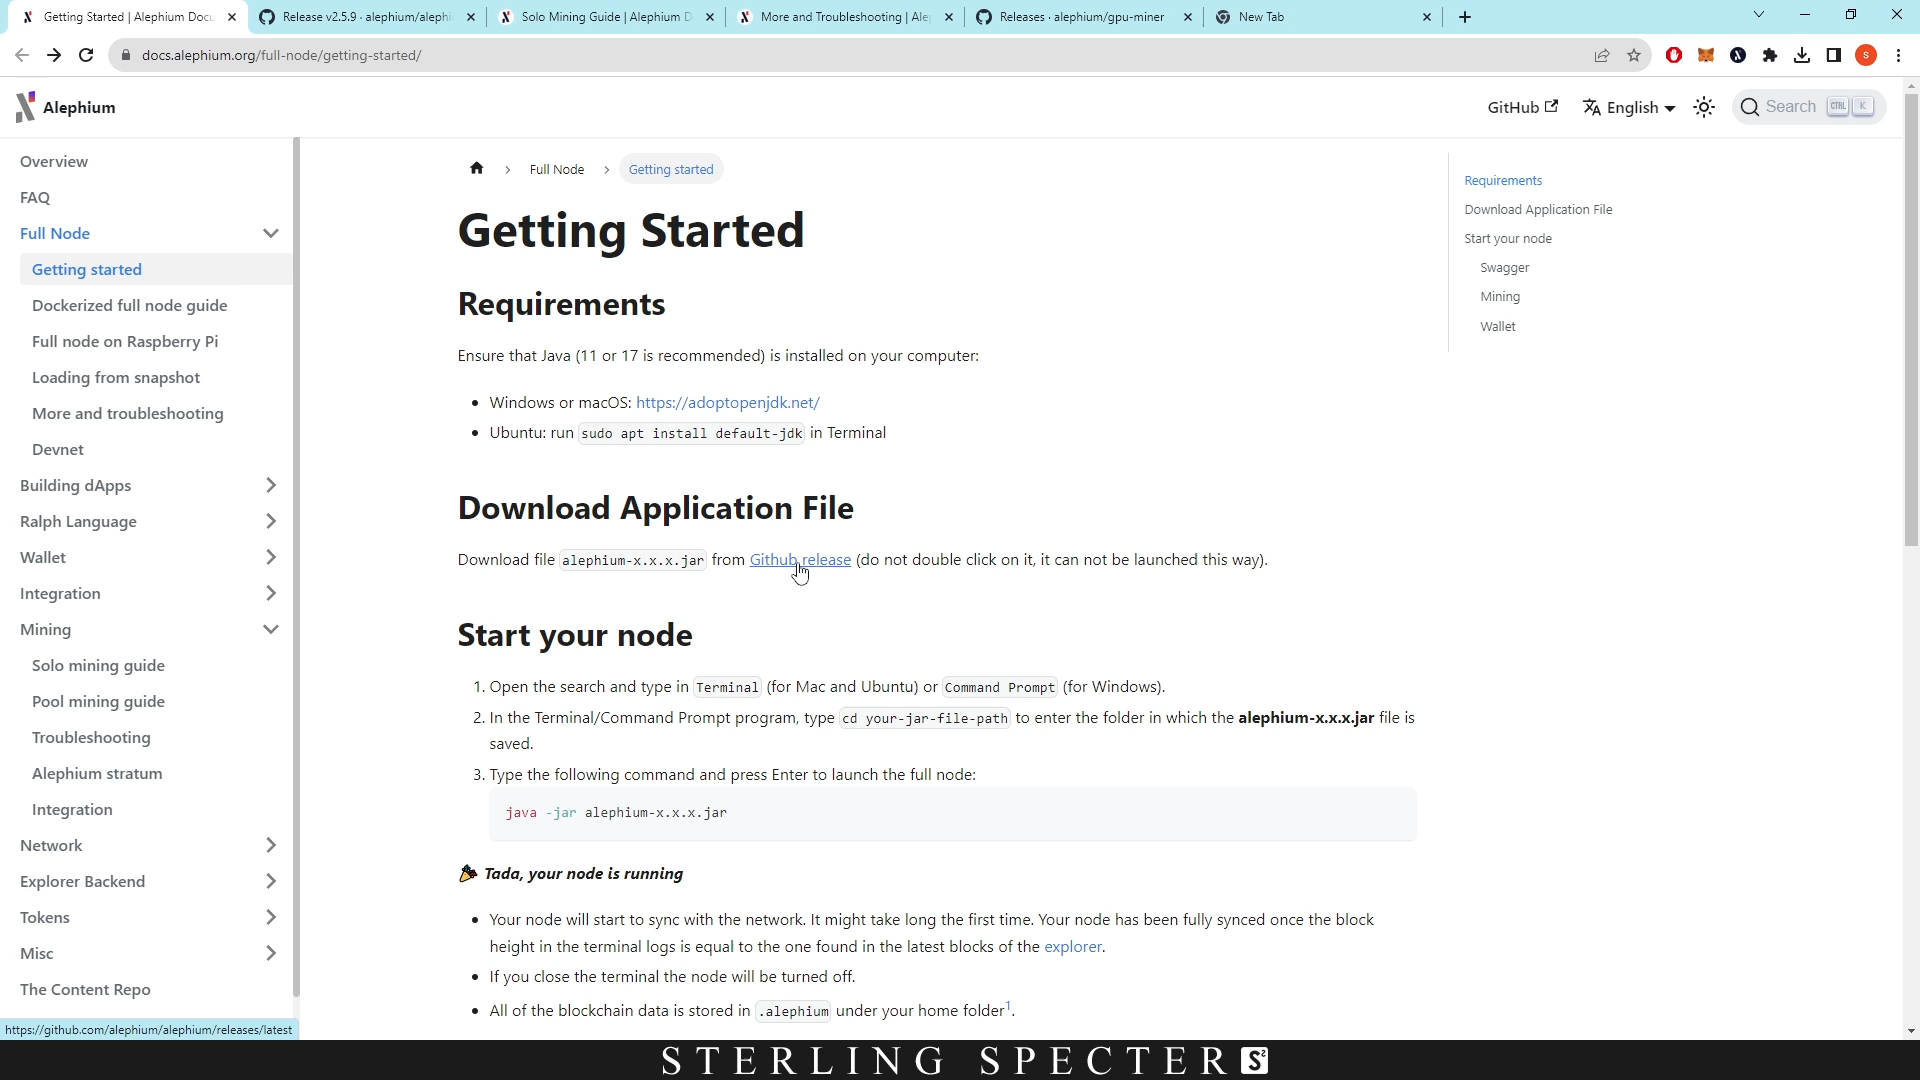 Getting Started | Alephium Docu
Release v2.5.9 · alephium/aleph
Solo Mining Guide | Alephium D
More and Troubleshooting | Ale
Releases · alephium/gpu-miner
New Tab
docs.alephium.org/full-node/getting-started/
S
Alephium
GitHub
English
Search
CTRL
K
Overview
FAQ
Full Node
Getting started
Dockerized full node guide
Full node on Raspberry Pi
Loading from snapshot
More and troubleshooting
Devnet
Building dApps
Ralph Language
Wallet
Integration
Mining
Solo mining guide
Pool mining guide
Troubleshooting
Alephium stratum
Integration
Network
Explorer Backend
Tokens
Misc
The Content Repo
https://github.com/alephium/alephium/releases/latest
Full Node
Getting started
Getting Started
Requirements
Ensure that Java (11 or 17 is recommended) is installed on your computer:
• Windows or macOS: https://adoptopenjdk.net/
• Ubuntu: run sudo apt install default-jdk in Terminal
Download Application File
Download file alephium-x.x.x.jar from Github release (do not double click on it, it can not be launched this way).
Start your node
1. Open the search and type in Terminal (for Mac and Ubuntu) or Command Prompt (for Windows).
2. In the Terminal/Command Prompt program, type cd your-jar-file-path to enter the folder in which the alephium-x.x.x.jar file is
saved.
3. Type the following command and press Enter to launch the full node:
java -jar alephium-x.x.x.jar
🎉 Tada, your node is running
• Your node will start to sync with the network. It might take long the first time. Your node has been fully synced once the block
height in the terminal logs is equal to the one found in the latest blocks of the explorer.
• If you close the terminal the node will be turned off.
• All of the blockchain data is stored in .alephium under your home folder1.
Requirements
Download Application File
Start your node
Swagger
Mining
Wallet
STERLING SPECTER S²